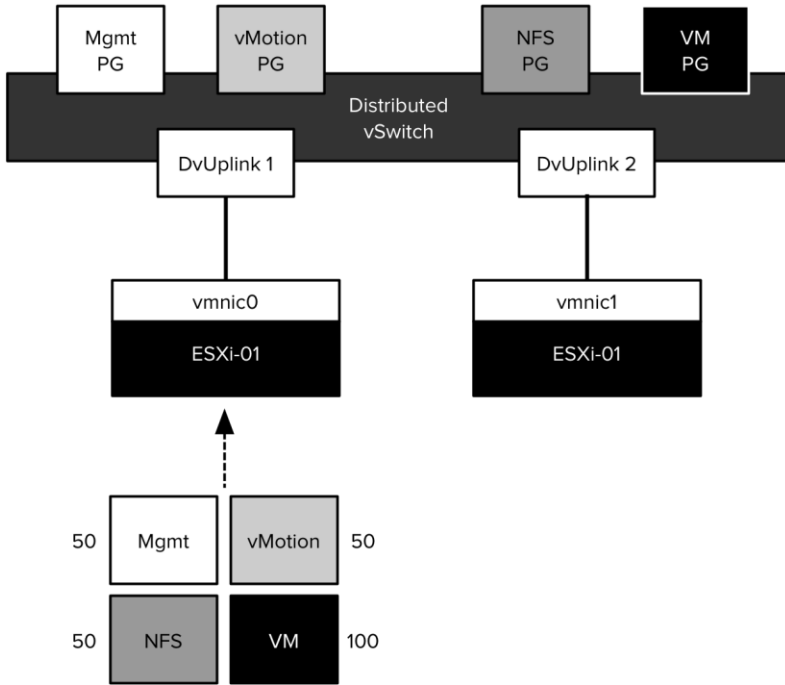 Mgmt
PG
vMotion
PG
NFS
PG
VM
PG
Distributed
vSwitch
DvUplink 1
DvUplink 2
vmnic0
vmnic1
ESXi-01
ESXi-01
50
Mgmt
vMotion
50
50
NFS
VM
100